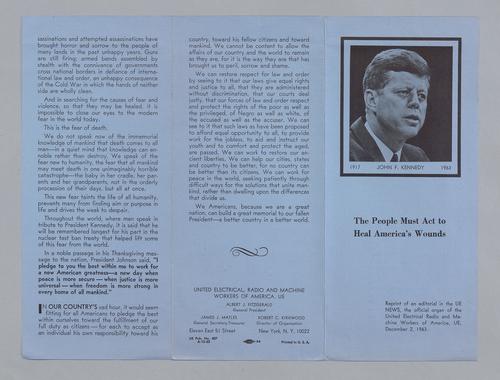 sassinations and attempted assassinations have
brought horror and sorrow to the people of
many lands in the past unhappy years. Guns
are still firing; armed bands assembled by
stealth with the connivance of governments
cross national borders in defiance of interna-
tional law and order, an unhappy consequence
of the Cold War in which the hands of neither
side are wholly clean.
And in searching for the causes of fear and
violence, so that they may be healed, it is
impossible to close our eyes to the modern
fear in the world today.
This is the fear of death.
We do not speak now of the immemorial
knowledge of mankind that death comes to all
men—in a good man that knowledge can en-
noble rather than destroy. We speak of the
fear new to humanity, the fear that all mankind
may meet death in one unimaginably horrible
catastrophe—the baby in her cradle, her par-
ents and her grandparents not in the orderly
procession of their days, but all at once.
This new fear taints the life of all humanity,
prevents many from finding aim or purpose in
life and drives the week to despair.
Throughout the world, where men speak in
tribute to President Kennedy, it is said that he
will be remembered longest for his part in the
nuclear test ban treaty that helped lift some
of this fear from the world.
In a noble passage in his Thanksgiving mes-
sage to the nation, President Johnson said, "I
pledge to you the best within me to work for
a new American greatness—a new day when
peace is more secure—when justice is more
universal—when freedom is more strong in
every home of all mankind."
IN OUR COUNTRY'S sad hour, it would seem
fitting for all Americans to pledge the best
within ourselves toward the fulfillment of our
full duty as citizens—for each to accept as
an individual his own responsibility toward his
country, toward his fellow citizens and toward
mankind. We cannot be content to allow the
affairs of our country and the world to remain
as they are, for it is the way they are that has
brought us to peril, sorrow and shame.
We can restore respect for law and order
by seeing to it that our laws give equal rights
and justice to all, that they are administered
without discrimination, that our courts deal
justly, that our forces of law and order respect
and protect the rights of the poor as well as
the privileged, of Negro as well as white, of
the accused as well as the accuser. We can
see to it that such laws as have been proposed
to afford equal opportunity to all, to provide
work for the jobless, to aid and instruct our
youth and to comfort and protect the aged,
are passed. We can work to restore our an-
cient liberties. We can help our cities, states
and country to be better, for no country can
be better than its citizens. We can work for
peace in the world, seeking patiently through
difficult ways for the solutions that unite man-
kind, rather than dwelling upon the differences
that divide us.
We Americans, because we are a great
nation, can build a great memorial to our fallen
President—a better country in a better world.
UNITED ELECTRICAL, RADIO AND MACHINE
WORKERS OF AMERICA, UE
ALBERT J. FITZGERALD
General President
JAMES J. MATLES
General Secretary-Treasurer
ROBERT C. KIRKWOOD
Director of Organization
Eleven East 51 Street
New York, N. Y. 10022
UE Pub. No. 407
A-12-63
Printed in U. S. A.
1917 JOHN F. KENNEDY 1963
The People Must Act to
Heal America's Wounds
Reprint of an editorial in the UE
NEWS, the official organ of the
United Electrical Radio and Ma-
chine Workers of America, UE,
December 2, 1963.